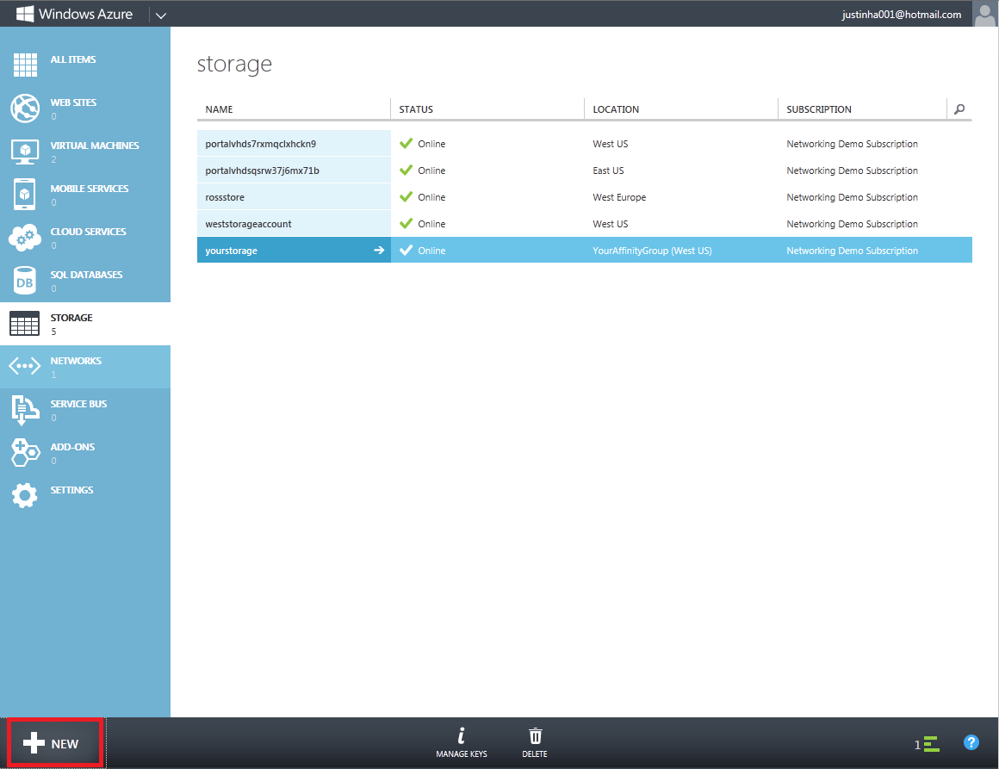 Windows Azure
justinha001@hotmail.com
ALL ITEMS
WEB SITES
0
VIRTUAL MACHINES
2
MOBILE SERVICES
0
CLOUD SERVICES
0
DB
SQL DATABASES
0
STORAGE
5
NETWORKS
1
SERVICE BUS
0
ADD-ONS
0
SETTINGS
storage
NAME STATUS LOCATION SUBSCRIPTION
portalvhds7rxmqclxhckn9 Online West US Networking Demo Subscription
portalvhdsqsrw37j6mx71b Online East US Networking Demo Subscription
rossstore Online West Europe Networking Demo Subscription
weststorageaccount Online West US Networking Demo Subscription
yourstorage Online YourAffinityGroup (West US) Networking Demo Subscription
NEW
i
MANAGE KEYS
DELETE
1
?